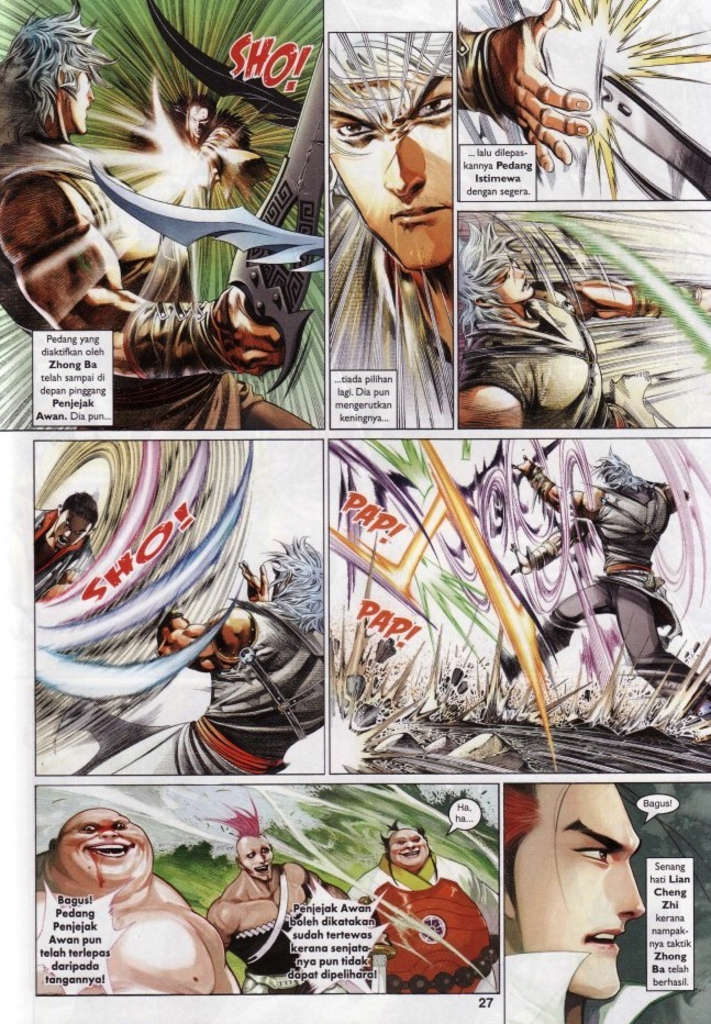 SHO!
Pedang yang
diaktifkan oleh
Zhong Ba
telah sampai di
depan pinggang
Penjejak
Awan. Dia pun...
...tiada pilihan
lagi. Dia pun
mengerutkan
keningnya...
... lalu dilepas-
kannya Pedang
Istimewa
dengan segera.
SHO!
PAP!
PAP!
Bagus!
Pedang
Penjejak
Awan pun
telah terlepas
daripada
tangannya!
Penjejak Awan
boleh dikatakan
sudah tertewas
kerana senjata-
nya pun tidak
dapat dipelihara!
Ha,
ha...
Bagus!
Senang
hati Lian
Cheng
Zhi
kerana
nampak-
nya taktik
Zhong
Ba telah
berhasil.
27